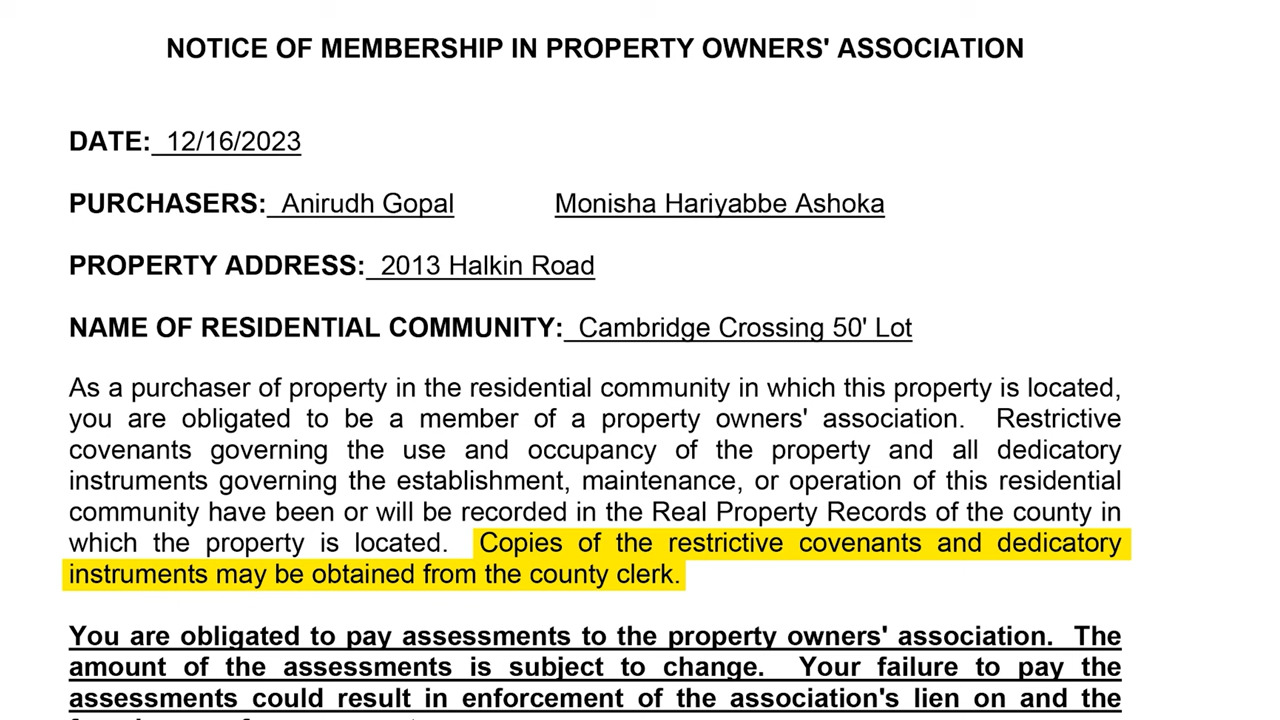 NOTICE OF MEMBERSHIP IN PROPERTY OWNERS' ASSOCIATION
DATE: 12/16/2023
PURCHASERS: Anirudh Gopal Monisha Hariyabbe Ashoka
PROPERTY ADDRESS: 2013 Halkin Road
NAME OF RESIDENTIAL COMMUNITY: Cambridge Crossing 50' Lot
As a purchaser of property in the residential community in which this property is located,
you are obligated to be a member of a property owners' association. Restrictive
covenants governing the use and occupancy of the property and all dedicatory
instruments governing the establishment, maintenance, or operation of this residential
community have been or will be recorded in the Real Property Records of the county in
which the property is located. Copies of the restrictive covenants and dedicatory
instruments may be obtained from the county clerk.
You are obligated to pay assessments to the property owners' association. The
amount of the assessments is subject to change. Your failure to pay the
assessments could result in enforcement of the association's lien on and the